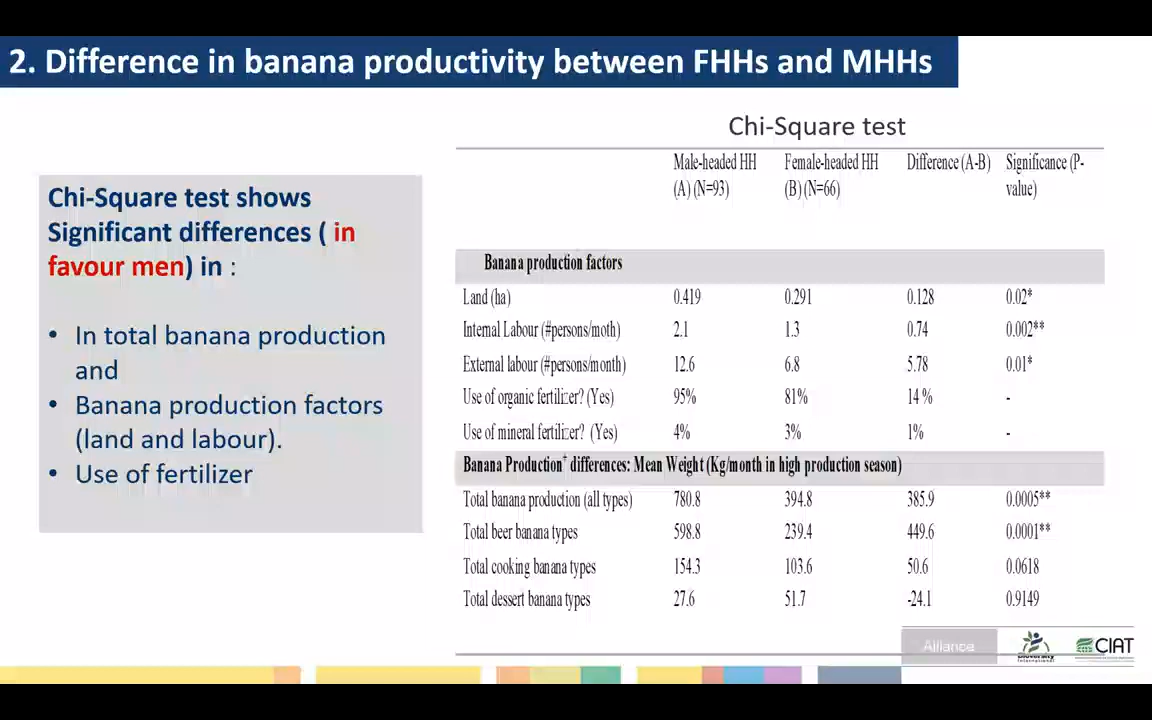 2. Difference in banana productivity between FHHs and MHHs
Chi-Square test shows
Significant differences ( in
favour men) in :
• In total banana production
and
• Banana production factors
(land and labour).
• Use of fertilizer
Chi-Square test
Male-headed HH (A) (N=93) Female-headed HH (B) (N=66) Difference (A-B) Significance (P-value)
Banana production factors
Land (ha) 0.419 0.291 0.128 0.02*
Internal Labour (#persons/moth) 2.1 1.3 0.74 0.002**
External labour (#persons/month) 12.6 6.8 5.78 0.01*
Use of organic fertilizer? (Yes) 95% 81% 14 % -
Use of mineral fertilizer? (Yes) 4% 3% 1% -
Banana Production† differences: Mean Weight (Kg/month in high production season)
Total banana production (all types) 780.8 394.8 385.9 0.0005**
Total beer banana types 598.8 239.4 449.6 0.0001**
Total cooking banana types 154.3 103.6 50.6 0.0618
Total dessert banana types 27.6 51.7 -24.1 0.9149
Alliance
International
CIAT